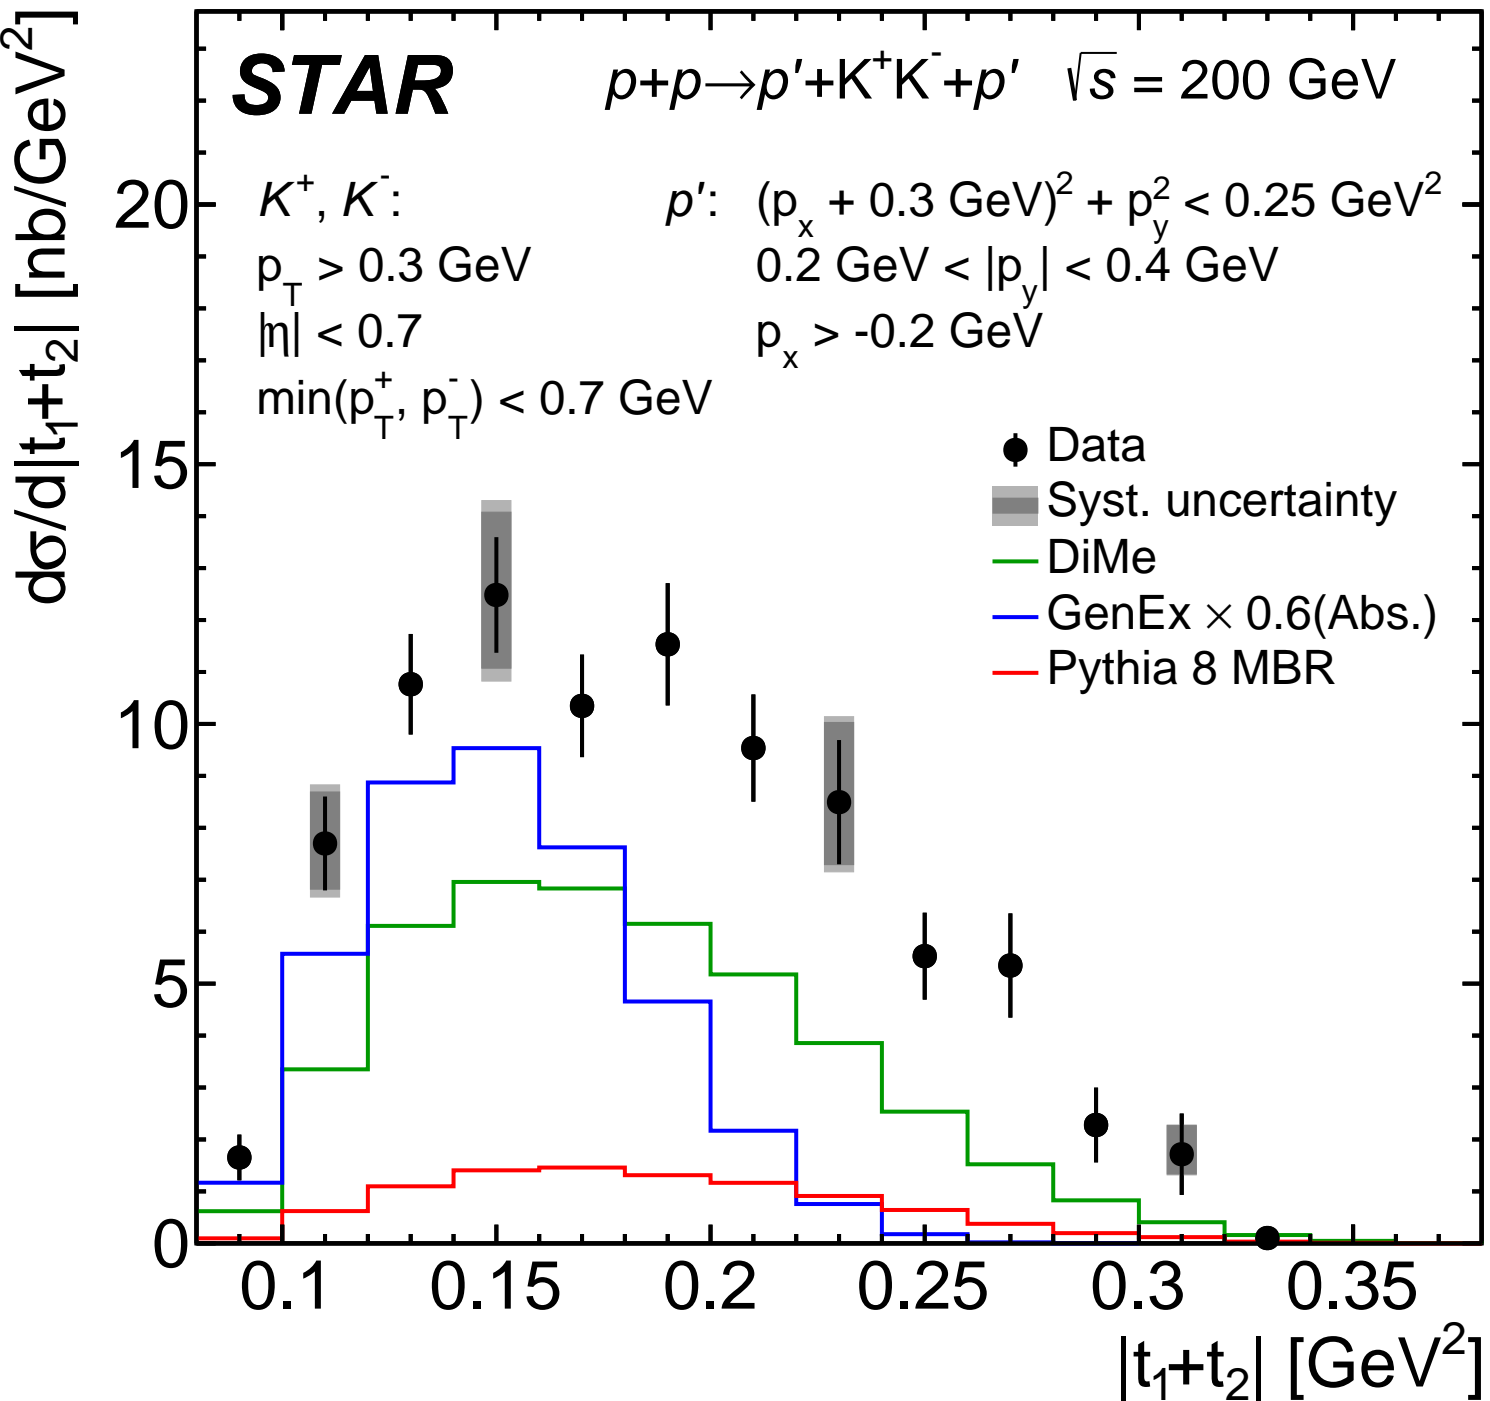 STAR p+p→p′+K⁺K⁻+p′ √s = 200 GeV
K⁺, K⁻: p′: (pₓ + 0.3 GeV)² + p_y² < 0.25 GeV²
p_T > 0.3 GeV 0.2 GeV < |p_y| < 0.4 GeV
|η| < 0.7 pₓ > -0.2 GeV
min(p_T⁺, p_T⁻) < 0.7 GeV
Data
Syst. uncertainty
DiMe
GenEx × 0.6(Abs.)
Pythia 8 MBR
dσ/d|t₁+t₂| [nb/GeV²]
20
15
10
5
0
0.1 0.15 0.2 0.25 0.3 0.35
|t₁+t₂| [GeV²]